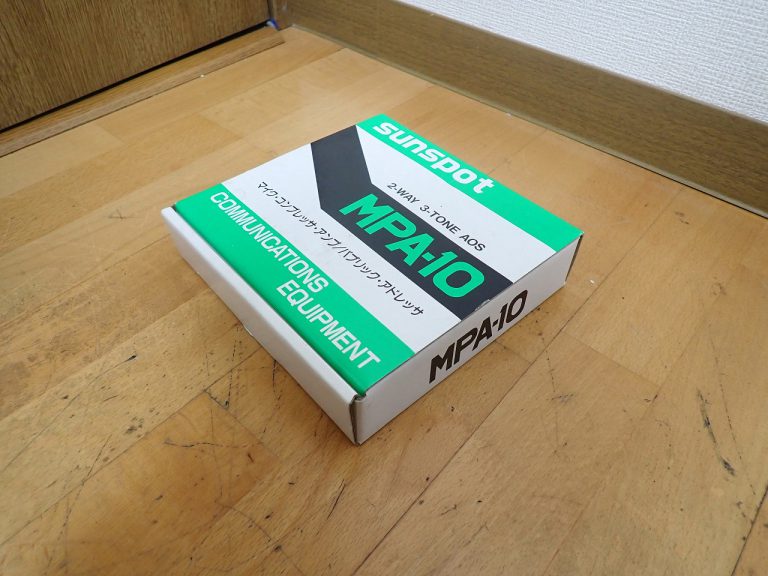 sunspot
2-WAY 3-TONE AOS
MPA-10
マイク・コンプレッサ・アンプ/パブリック・アドレッサ
COMMUNICATIONS
EQUIPMENT
MPA-10